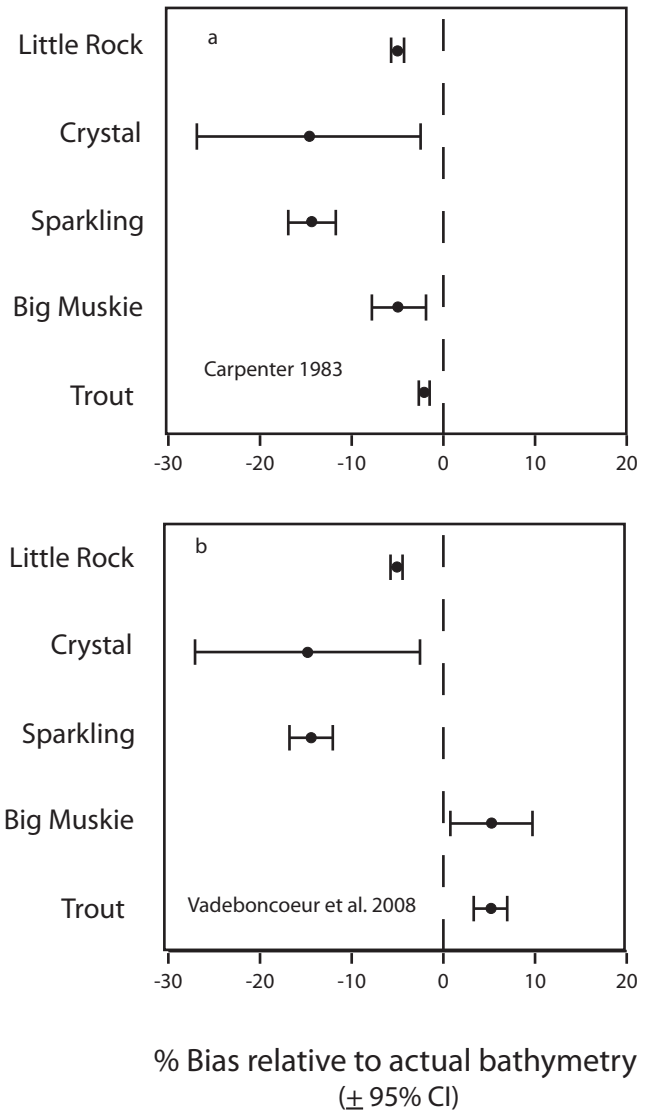 a
Little Rock
Crystal
Sparkling
Big Muskie
Trout
Carpenter 1983
-30 -20 -10 0 10 20
b
Little Rock
Crystal
Sparkling
Big Muskie
Trout
Vadeboncoeur et al. 2008
-30 -20 -10 0 10 20
% Bias relative to actual bathymetry
(± 95% CI)